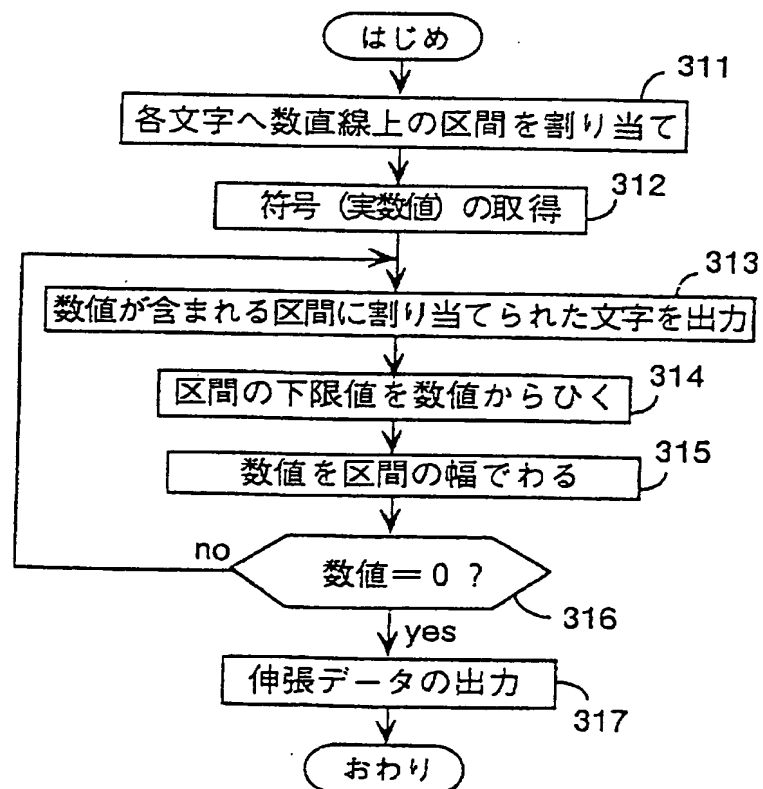 はじめ
311
各文字へ数直線上の区間を割り当て
312
符号（実数値）の取得
313
数値が含まれる区間に割り当てられた文字を出力
314
区間の下限値を数値からひく
315
数値を区間の幅でわる
no
数値＝0？
316
yes
伸張データの出力
317
おわり